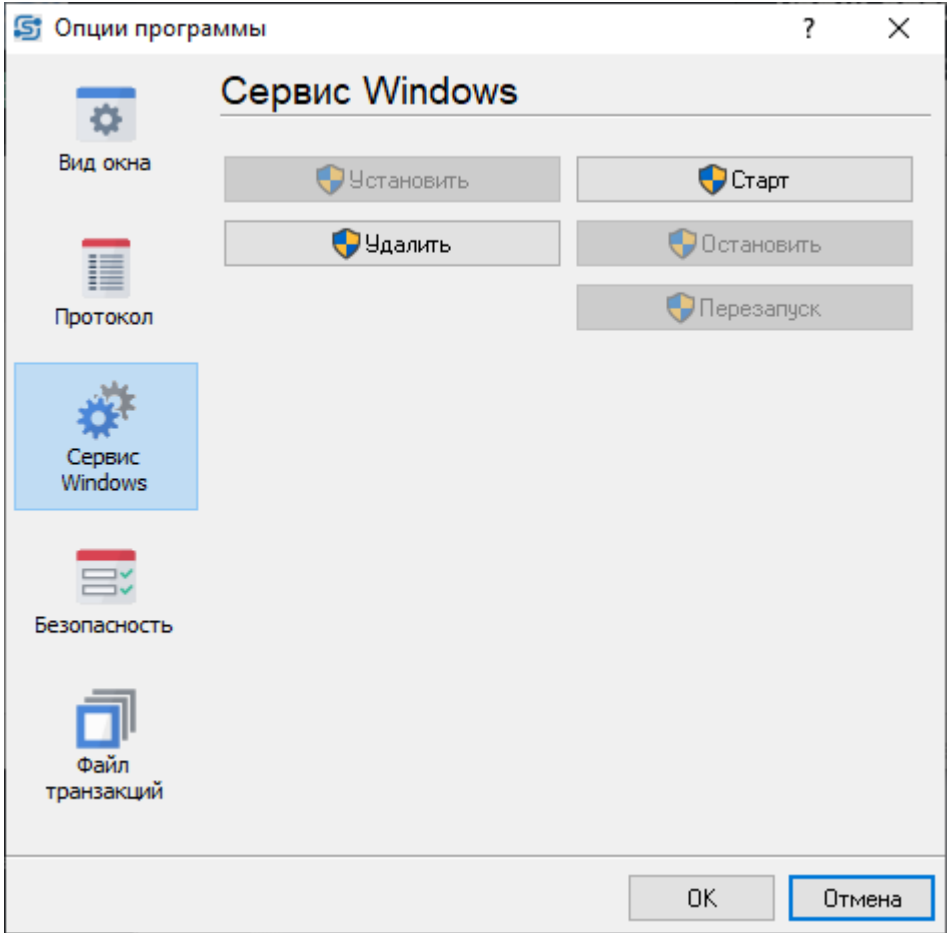 Опции программы
?
Сервис Windows
Вид окна
Установить
Старт
Удалить
Остановить
Перезапуск
Протокол
Сервис
Windows
Безопасность
Файл
транзакций
OK
Отмена